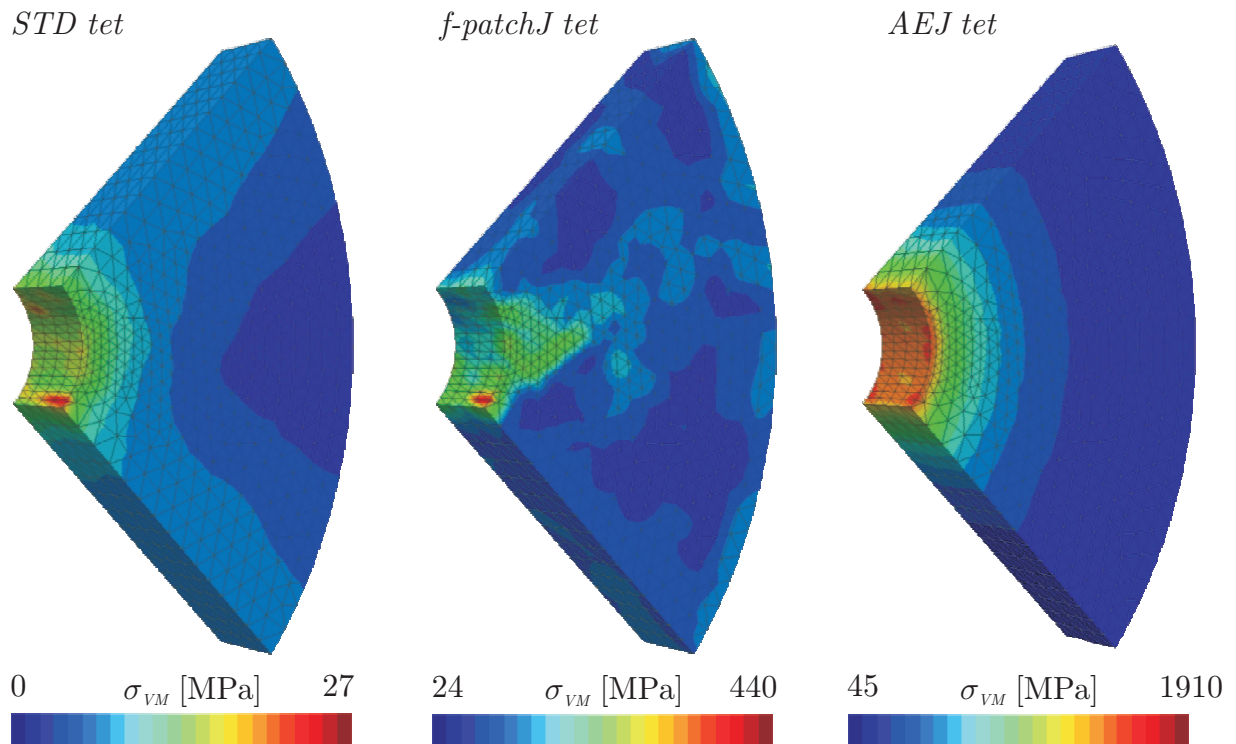 STD tet
f-patchJ tet
AEJ tet
0 σVM [MPa] 27
24 σVM [MPa] 440
45 σVM [MPa] 1910